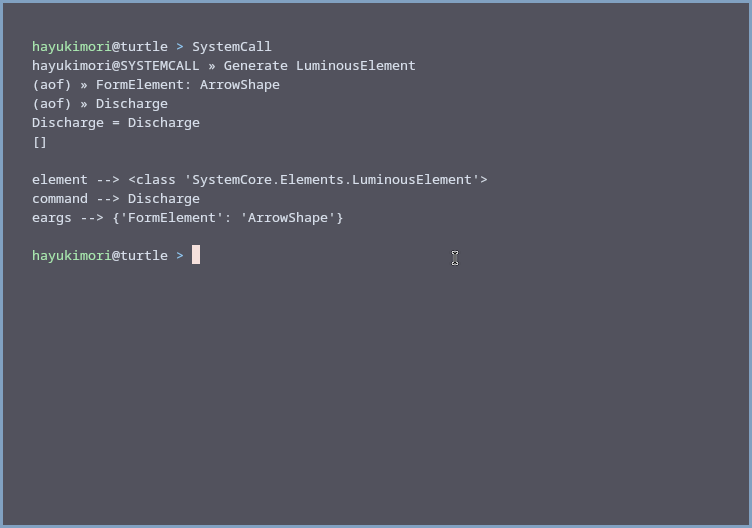 hayukimori@turtle > SystemCall
hayukimori@SYSTEMCALL » Generate LuminousElement
(aof) » FormElement: ArrowShape
(aof) » Discharge
Discharge = Discharge
[]
element --> <class 'SystemCore.Elements.LuminousElement'>
command --> Discharge
eargs --> {'FormElement': 'ArrowShape'}
hayukimori@turtle >